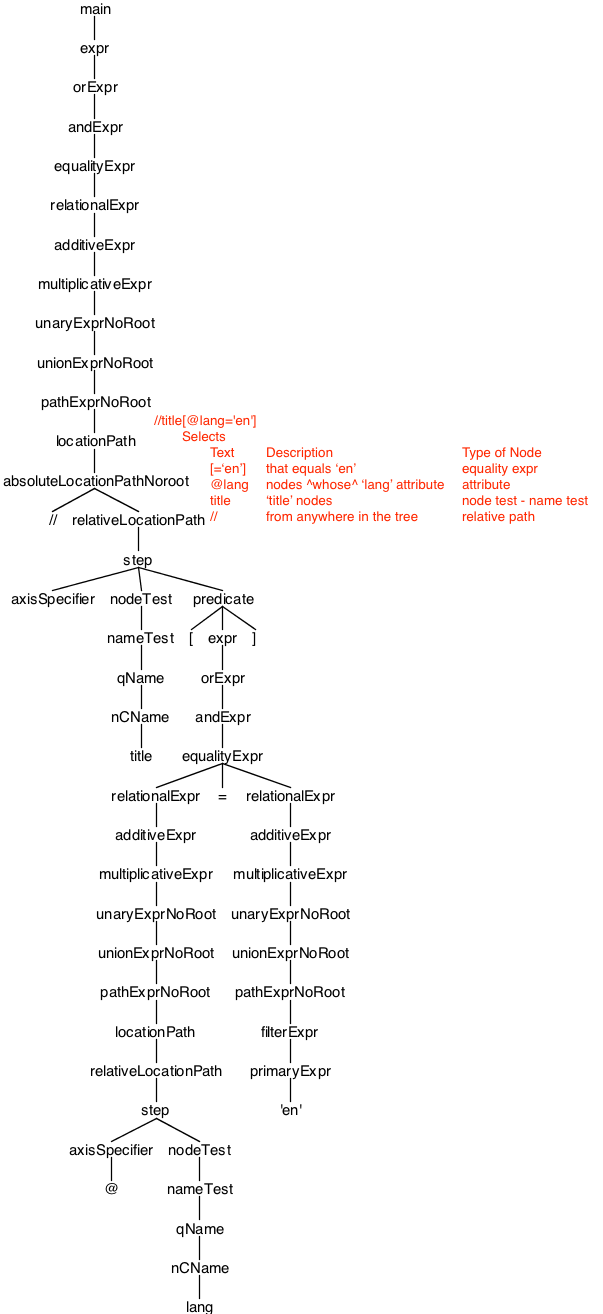 main
expr
orExpr
andExpr
equalityExpr
relationalExpr
additiveExpr
multiplicativeExpr
unaryExprNoRoot
unionExprNoRoot
pathExprNoRoot
//title[@lang='en']
Selects
locationPath
Text Description Type of Node
[=‘en’] that equals ‘en’ equality expr
absoluteLocationPathNoroot @lang nodes ^whose^ ‘lang’ attribute attribute
title ‘title’ nodes node test - name test
// relativeLocationPath // from anywhere in the tree relative path
step
axisSpecifier nodeTest predicate
nameTest [ expr ]
qName orExpr
nCName andExpr
title equalityExpr
relationalExpr = relationalExpr
additiveExpr additiveExpr
multiplicativeExpr multiplicativeExpr
unaryExprNoRoot unaryExprNoRoot
unionExprNoRoot unionExprNoRoot
pathExprNoRoot pathExprNoRoot
locationPath filterExpr
relativeLocationPath primaryExpr
step 'en'
axisSpecifier nodeTest
@ nameTest
qName
nCName
lang